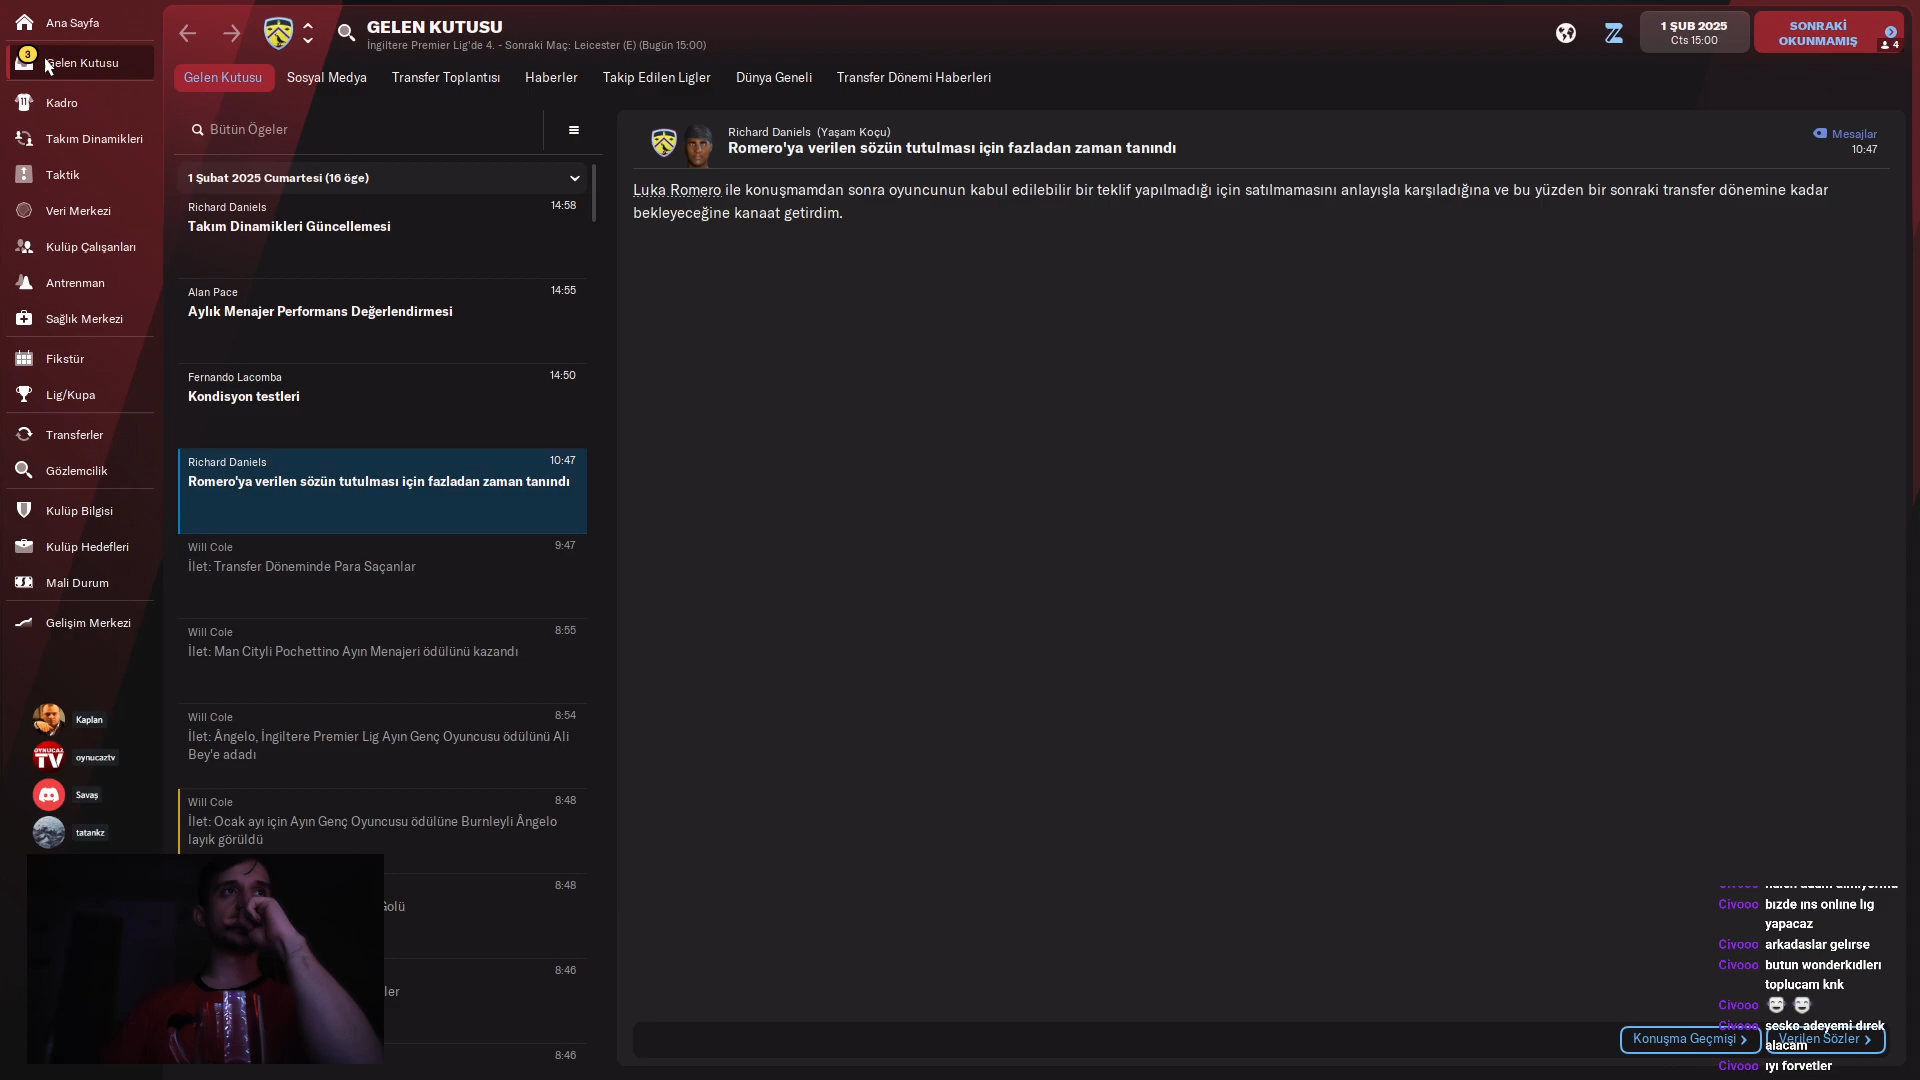 Ana Sayfa
3
Gelen Kutusu
Kadro
Takım Dinamikleri
Taktik
Veri Merkezi
Kulüp Çalışanları
Antrenman
Sağlık Merkezi
Fikstür
Lig/Kupa
Transferler
Gözlemcilik
Kulüp Bilgisi
Kulüp Hedefleri
Mali Durum
Gelişim Merkezi
Kaplan
OYNUCAZ TV oynucaztv
Savaş
tatankz
GELEN KUTUSU
İngiltere Premier Lig'de 4. - Sonraki Maç: Leicester (E) (Bugün 15:00)
1 ŞUB 2025
Cts 15:00
SONRAKİ
OKUNMAMIŞ
4
Gelen Kutusu Sosyal Medya Transfer Toplantısı Haberler Takip Edilen Ligler Dünya Geneli Transfer Dönemi Haberleri
Bütün Ögeler
1 Şubat 2025 Cumartesi (16 öge)
Richard Daniels 14:58
Takım Dinamikleri Güncellemesi
Alan Pace 14:55
Aylık Menajer Performans Değerlendirmesi
Fernando Lacomba 14:50
Kondisyon testleri
Richard Daniels 10:47
Romero'ya verilen sözün tutulması için fazladan zaman tanındı
Will Cole 9:47
İlet: Transfer Döneminde Para Saçanlar
Will Cole 8:55
İlet: Man Cityli Pochettino Ayın Menajeri ödülünü kazandı
Will Cole 8:54
İlet: Ângelo, İngiltere Premier Lig Ayın Genç Oyuncusu ödülünü Ali
Bey'e adadı
Will Cole 8:48
İlet: Ocak ayı için Ayın Genç Oyuncusu ödülüne Burnleyli Ângelo
layık görüldü
8:48
Golü
8:46
ler
8:46
Richard Daniels (Yaşam Koçu)
Romero'ya verilen sözün tutulması için fazladan zaman tanındı
Mesajlar
10:47
Luka Romero ile konuşmamdan sonra oyuncunun kabul edilebilir bir teklif yapılmadığı için satılmamasını anlayışla karşıladığına ve bu yüzden bir sonraki transfer dönemine kadar
bekleyeceğine kanaat getirdim.
Civooo bızde ıns onlıne lıg
yapacaz
Civooo arkadaslar gelırse
Civooo butun wonderkıdlerı
toplucam knk
Civooo
Civooo sesko adeyemi dırek
alacam
Civooo ıyı forvetler
Konuşma Geçmişi
Verilen Sözler